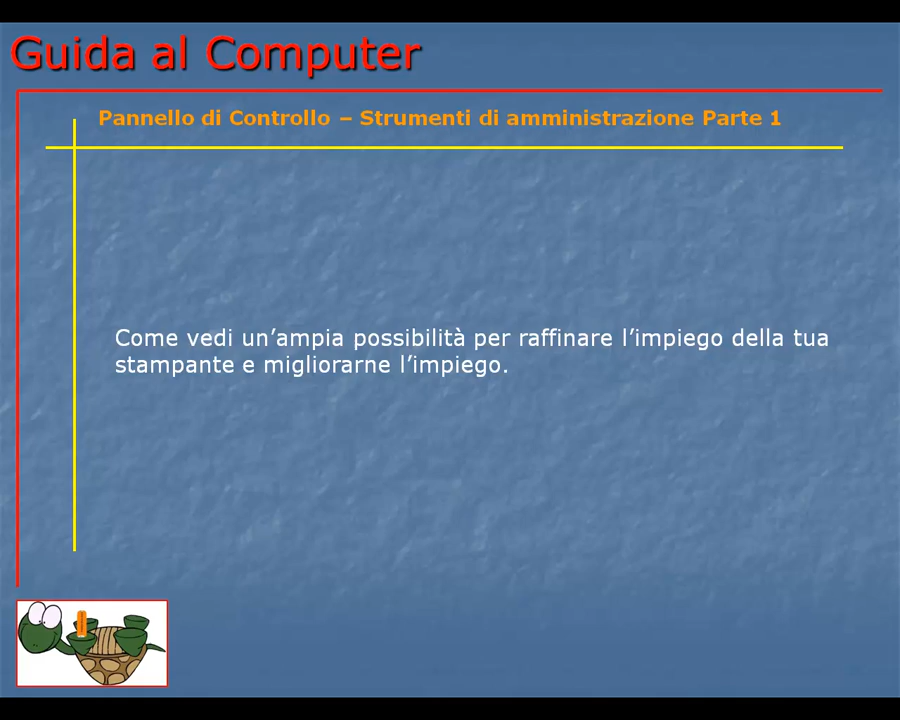 Guida al Computer
Pannello di Controllo – Strumenti di amministrazione Parte 1
Come vedi un’ampia possibilità per raffinare l’impiego della tua
stampante e migliorarne l’impiego.